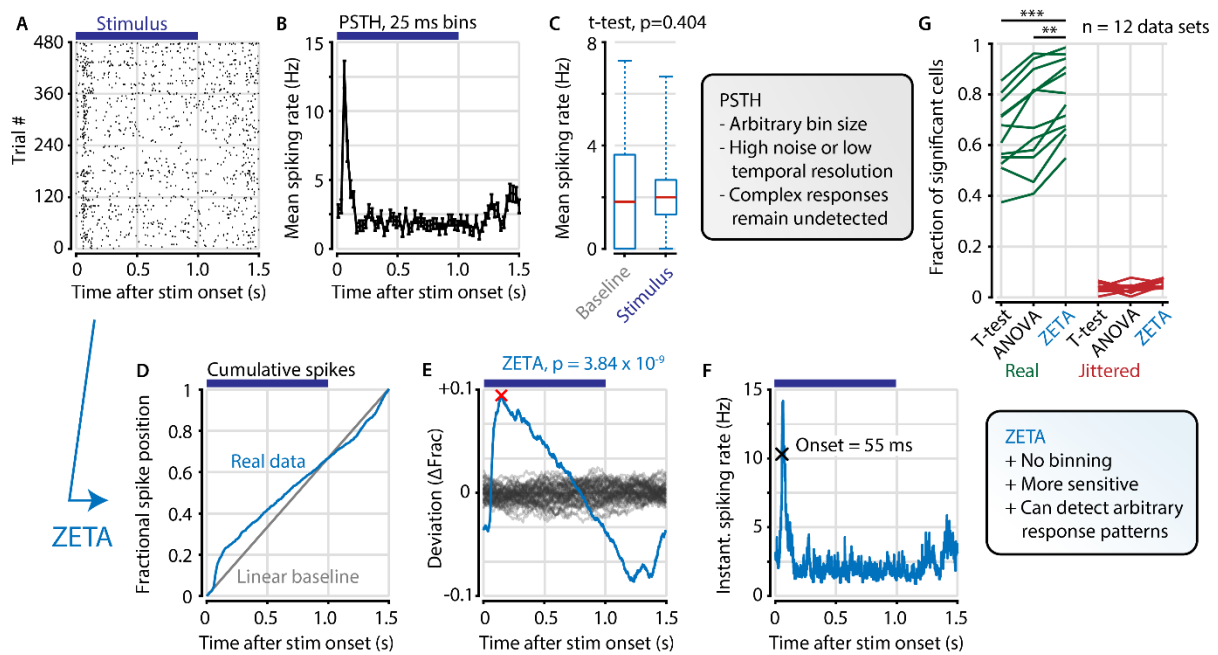 A
Stimulus
480
360
240
120
0
Trial #
0
0.5
1.0
1.5
Time after stim onset (s)
B
PSTH, 25 ms bins
15
10
5
0
Mean spiking rate (Hz)
0
0.5
1.0
1.5
Time after stim onset (s)
C
t-test, p=0.404
8
4
0
Mean spiking rate (Hz)
Baseline
Stimulus
PSTH
- Arbitrary bin size
- High noise or low
temporal resolution
- Complex responses
remain undetected
G
***
**
n = 12 data sets
1
0.8
0.6
0.4
0.2
0
Fraction of significant cells
T-test
ANOVA
ZETA
T-test
ANOVA
ZETA
Real
Jittered
ZETA
D
Cumulative spikes
1
0.8
0.6
0.4
0.2
0
Fractional spike position
Real data
Linear baseline
0
0.5
1.0
1.5
Time after stim onset (s)
E
ZETA, p = 3.84 x 10⁻⁹
+0.1
0
-0.1
Deviation (ΔFrac)
0
0.5
1.0
1.5
Time after stim onset (s)
F
15
10
5
0
Instant. spiking rate (Hz)
Onset = 55 ms
0
0.5
1.0
1.5
Time after stim onset (s)
ZETA
+ No binning
+ More sensitive
+ Can detect arbitrary
response patterns